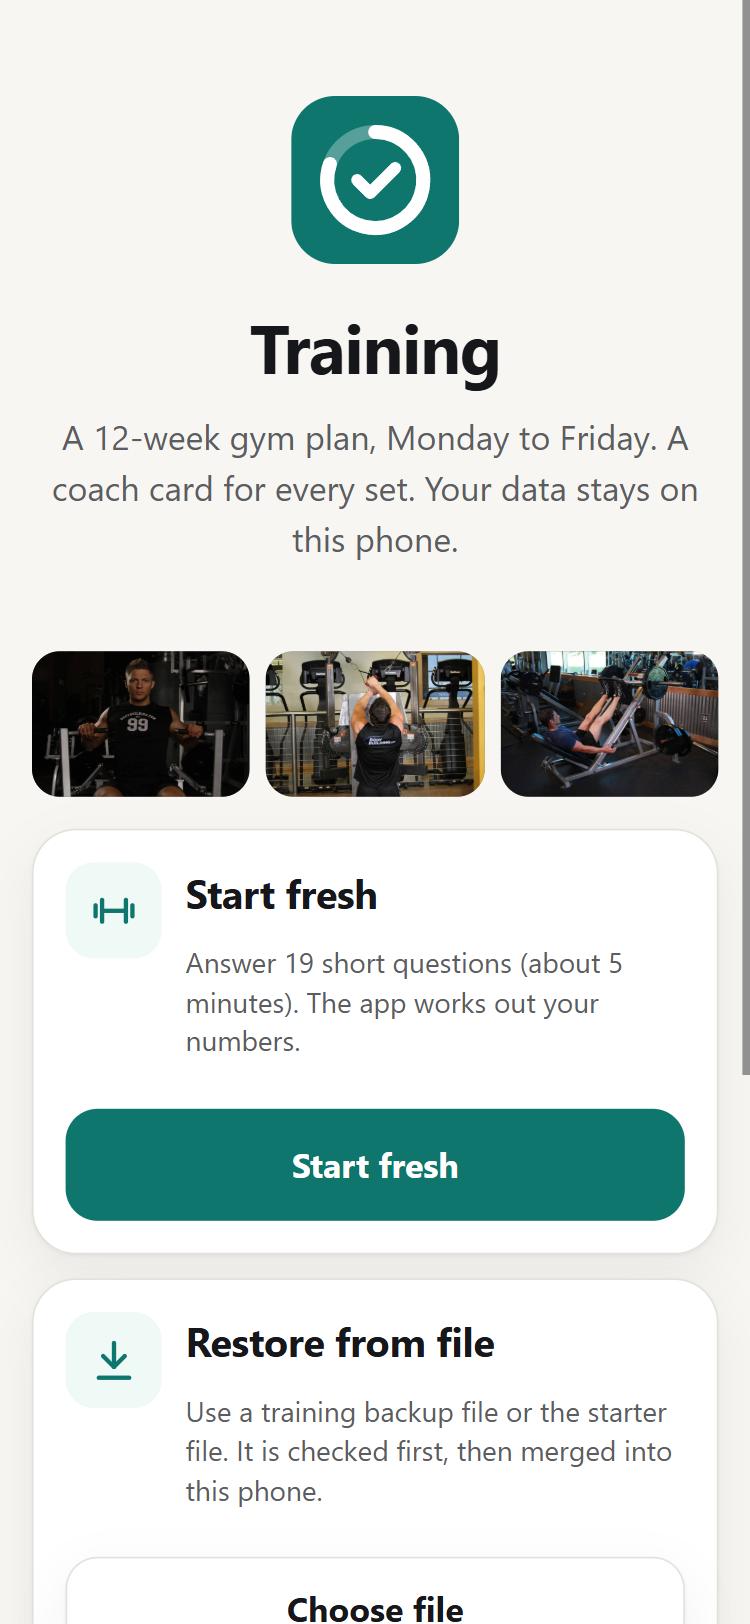 Training
A 12-week gym plan, Monday to Friday. A
coach card for every set. Your data stays on
this phone.
99
Start fresh
Answer 19 short questions (about 5
minutes). The app works out your
numbers.
Start fresh
Restore from file
Use a training backup file or the starter
file. It is checked first, then merged into
this phone.
Choose file